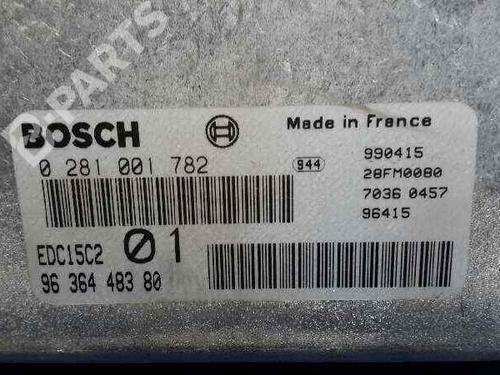 D-PARTS
BOSCH
Made in France
0 281 001 782
944
990415
28FM0080
7036 0457
96415
EDC15C2
01
96 364 483 80